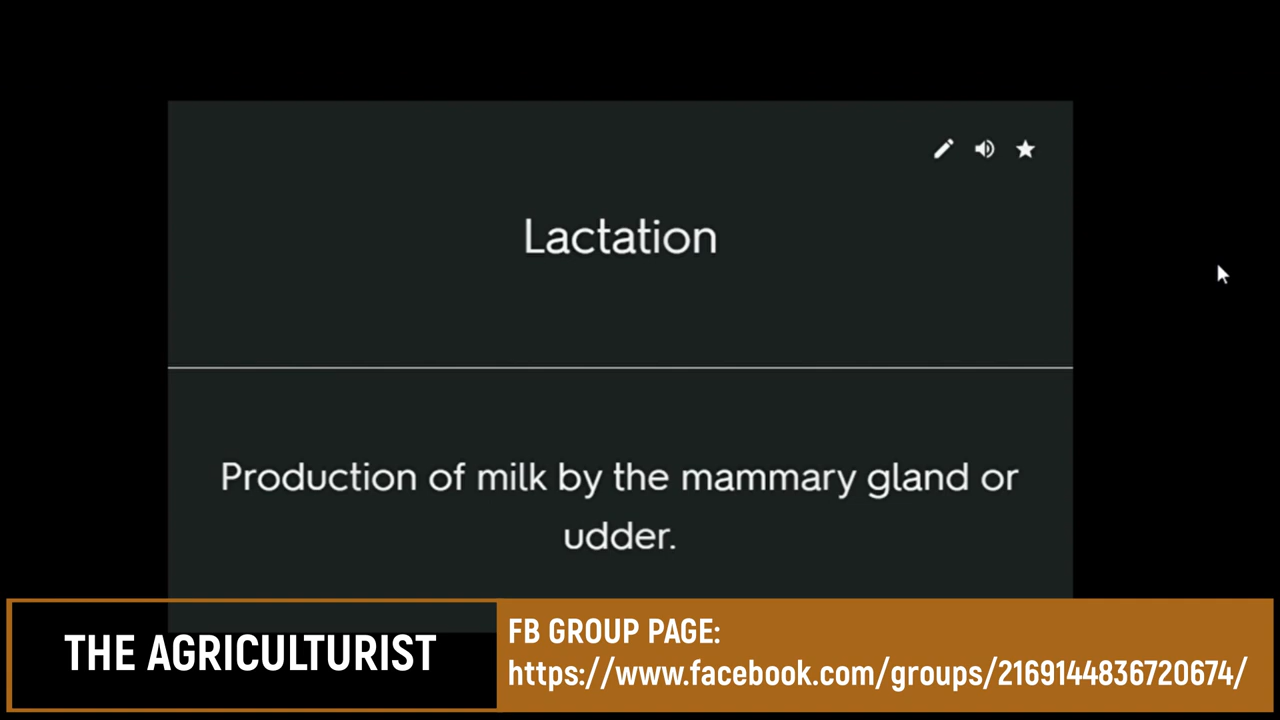 Lactation
Production of milk by the mammary gland or
udder.
THE AGRICULTURIST
FB GROUP PAGE:
https://www.facebook.com/groups/2169144836720674/